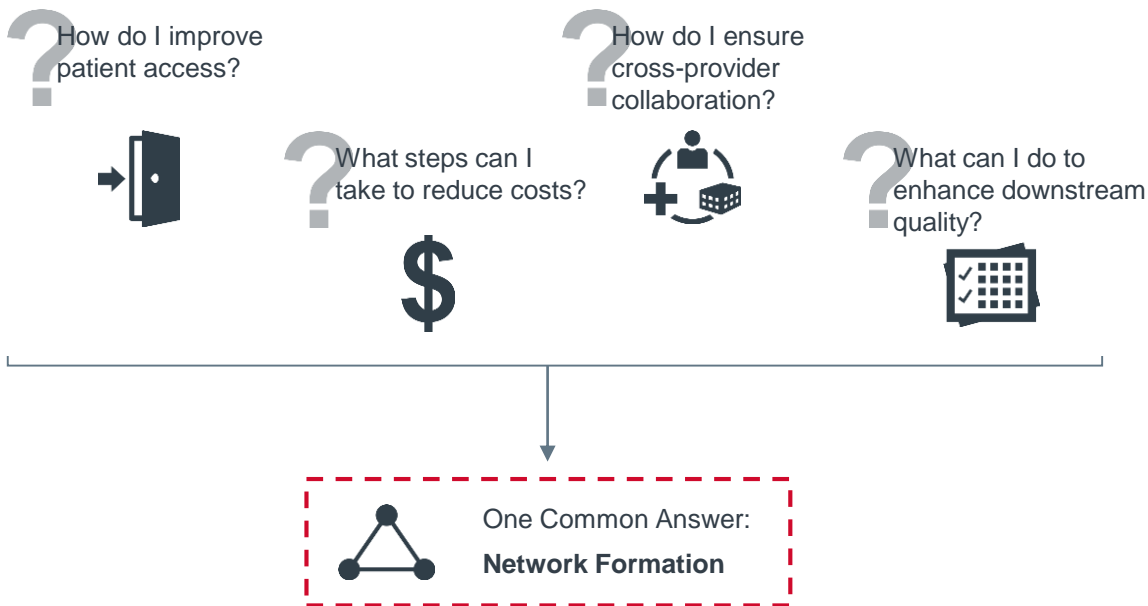 How do I improve
patient access?
What steps can I
take to reduce costs?
How do I ensure
cross-provider
collaboration?
What can I do to
enhance downstream
quality?
One Common Answer:
Network Formation